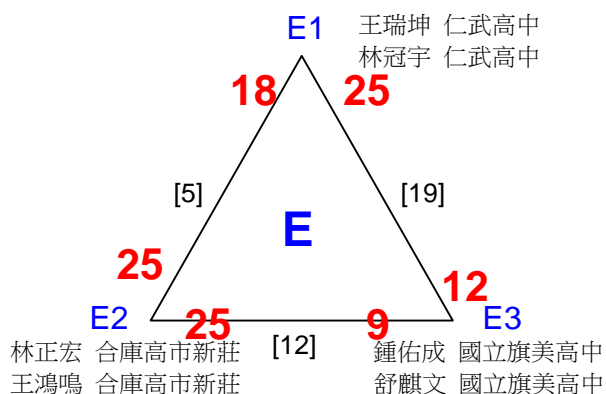 E1
王瑞坤 仁武高中
林冠宇 仁武高中
18
25
[5]
[19]
E
25
12
E2
25
9
E3
[12]
林正宏 合庫高市新莊
鍾佑成 國立旗美高中
王鴻鳴 合庫高市新莊
舒麒文 國立旗美高中